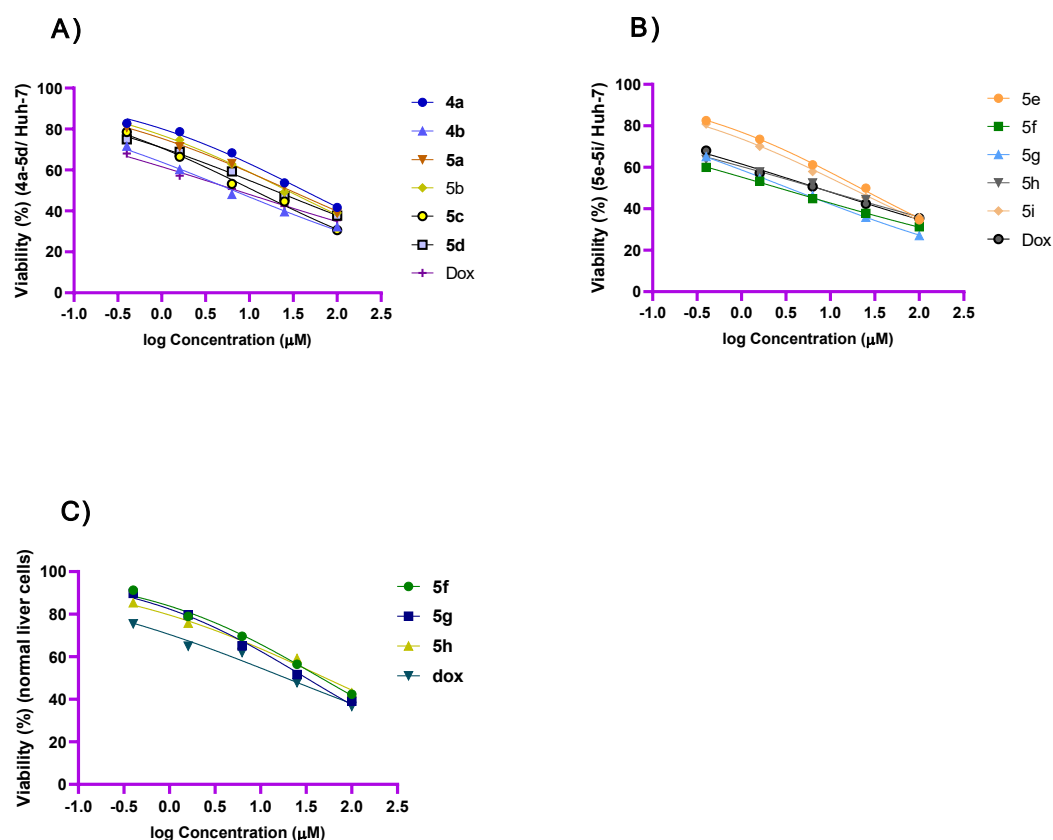 A)
Viability (%) (4a-5d/ Huh-7)
100
80
60
40
20
0
-1.0 -0.5 0.0 0.5 1.0 1.5 2.0 2.5
log Concentration (μM)
4a
4b
5a
5b
5c
5d
Dox
B)
Viability (%) (5e-5i/ Huh-7)
100
80
60
40
20
0
-1.0 -0.5 0.0 0.5 1.0 1.5 2.0 2.5
log Concentration (μM)
5e
5f
5g
5h
5i
Dox
C)
Viability (%) (normal liver cells)
100
80
60
40
20
0
-1.0 -0.5 0.0 0.5 1.0 1.5 2.0 2.5
log Concentration (μM)
5f
5g
5h
dox